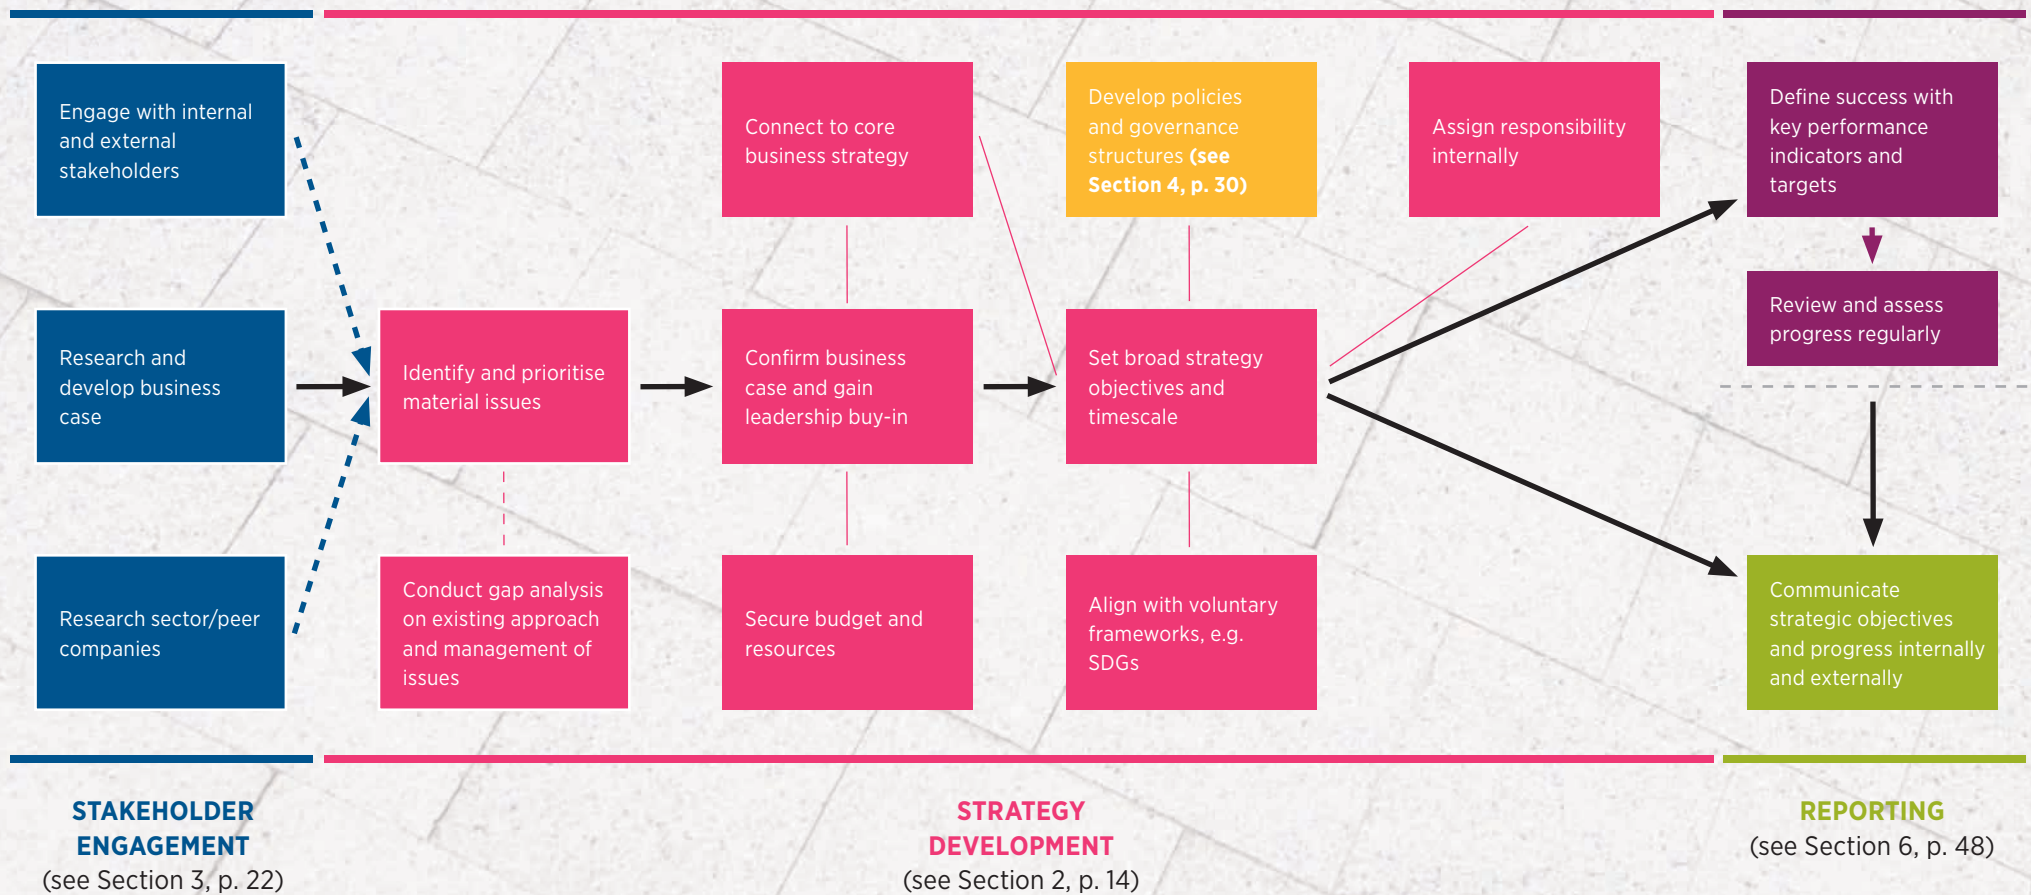 Engage with internal
and external
stakeholders
Research and
develop business
case
Research sector/peer
companies
Identify and prioritise
material issues
Conduct gap analysis
on existing approach
and management of
issues
Connect to core
business strategy
Confirm business
case and gain
leadership buy-in
Secure budget and
resources
Develop policies
and governance
structures (see
Section 4, p. 30)
Set broad strategy
objectives and
timescale
Align with voluntary
frameworks, e.g.
SDGs
Assign responsibility
internally
Define success with
key performance
indicators and
targets
Review and assess
progress regularly
Communicate
strategic objectives
and progress internally
and externally
STAKEHOLDER
ENGAGEMENT
(see Section 3, p. 22)
STRATEGY
DEVELOPMENT
(see Section 2, p. 14)
REPORTING
(see Section 6, p. 48)